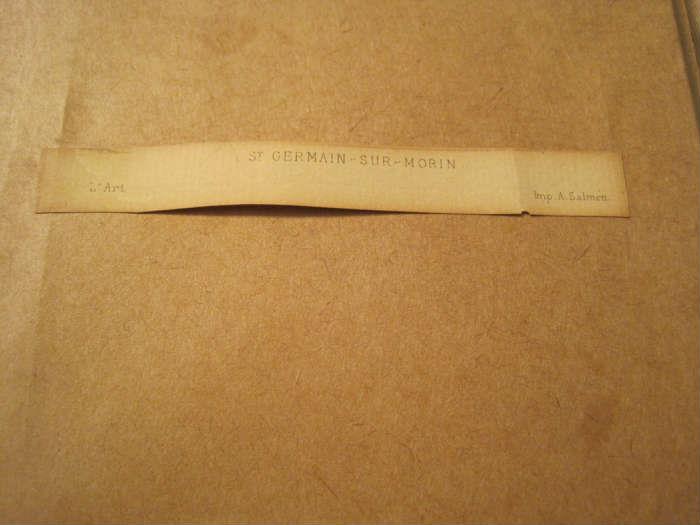 ST GERMAIN-SUR-MORIN
L'Art
Imp. A. Salmon.